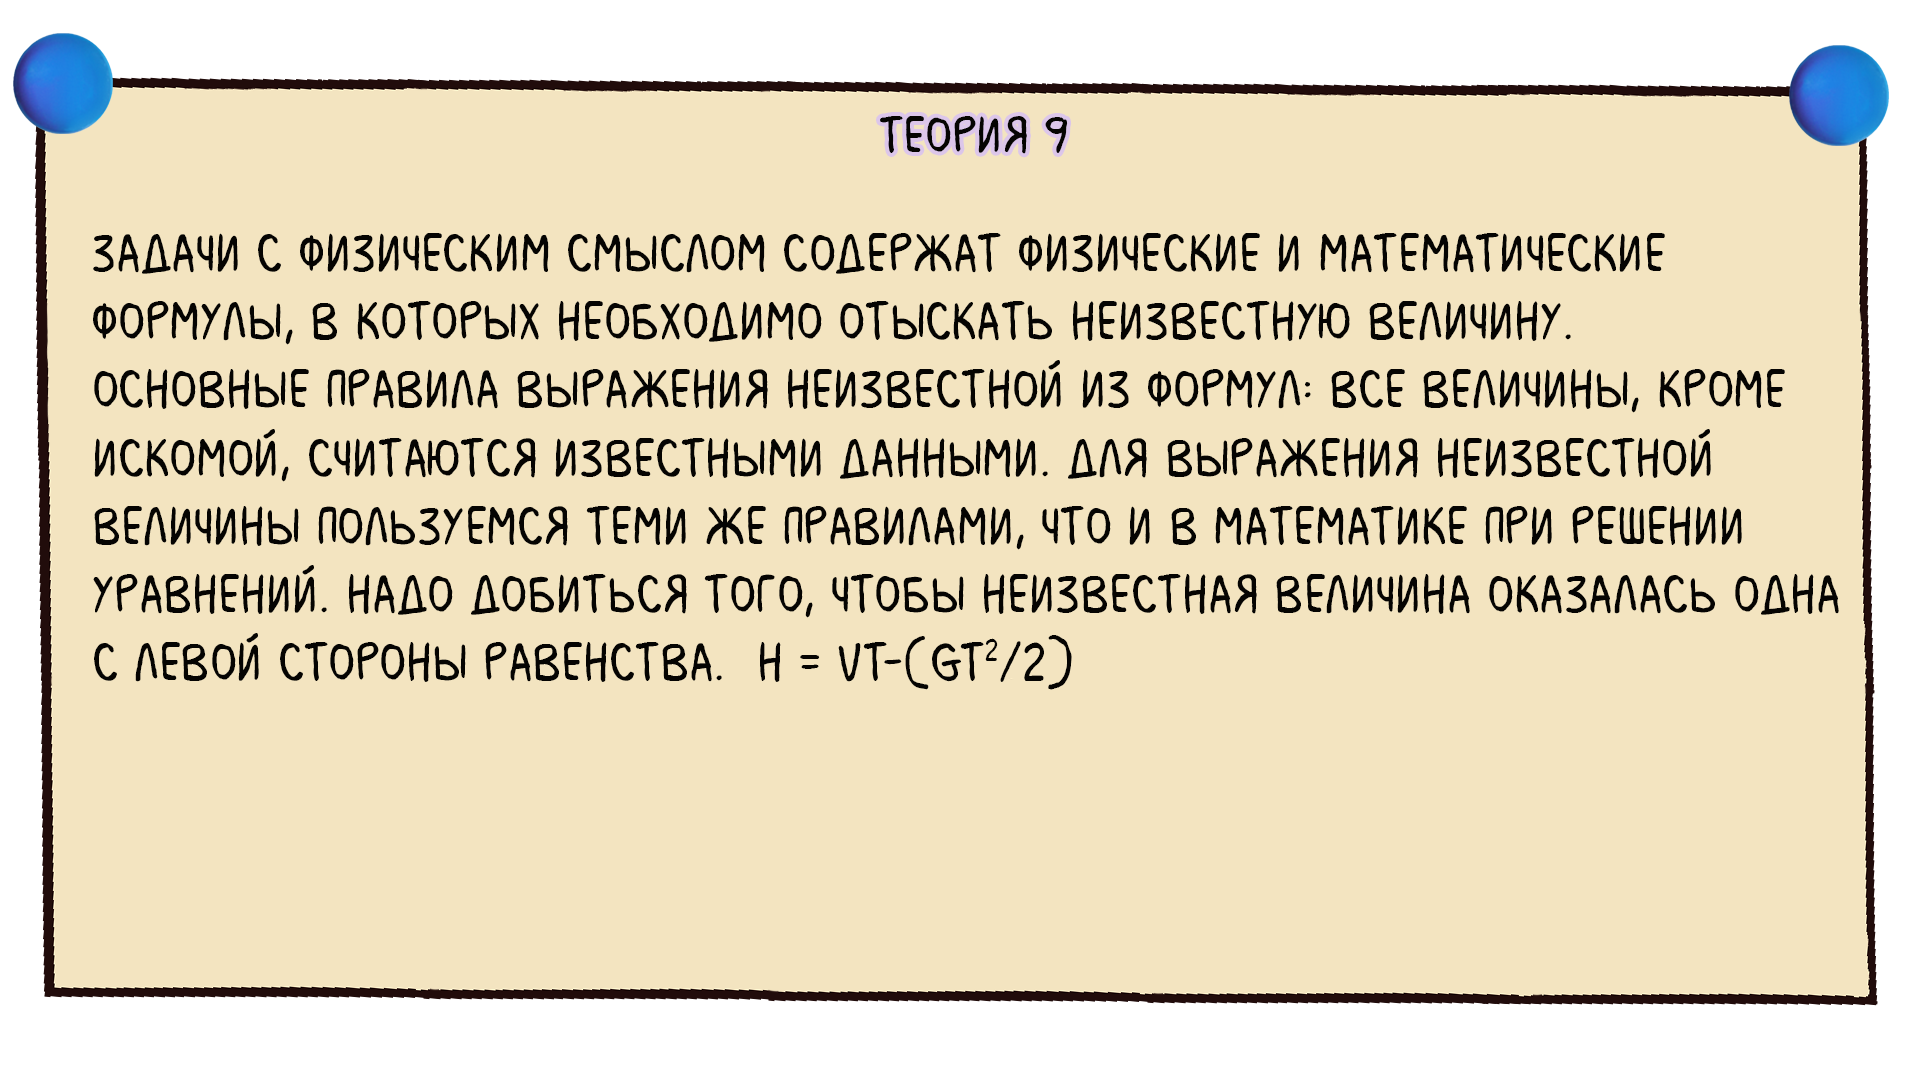 ТЕОРИЯ 9
ЗАДАЧИ С ФИЗИЧЕСКИМ СМЫСЛОМ СОДЕРЖАТ ФИЗИЧЕСКИЕ И МАТЕМАТИЧЕСКИЕ
ФОРМУЛЫ, В КОТОРЫХ НЕОБХОДИМО ОТЫСКАТЬ НЕИЗВЕСТНУЮ ВЕЛИЧИНУ.
ОСНОВНЫЕ ПРАВИЛА ВЫРАЖЕНИЯ НЕИЗВЕСТНОЙ ИЗ ФОРМУЛ: ВСЕ ВЕЛИЧИНЫ, КРОМЕ
ИСКОМОЙ, СЧИТАЮТСЯ ИЗВЕСТНЫМИ ДАННЫМИ. ДЛЯ ВЫРАЖЕНИЯ НЕИЗВЕСТНОЙ
ВЕЛИЧИНЫ ПОЛЬЗУЕМСЯ ТЕМИ ЖЕ ПРАВИЛАМИ, ЧТО И В МАТЕМАТИКЕ ПРИ РЕШЕНИИ
УРАВНЕНИЙ. НАДО ДОБИТЬСЯ ТОГО, ЧТОБЫ НЕИЗВЕСТНАЯ ВЕЛИЧИНА ОКАЗАЛАСЬ ОДНА
С ЛЕВОЙ СТОРОНЫ РАВЕНСТВА. H = VT-(GT²/2)